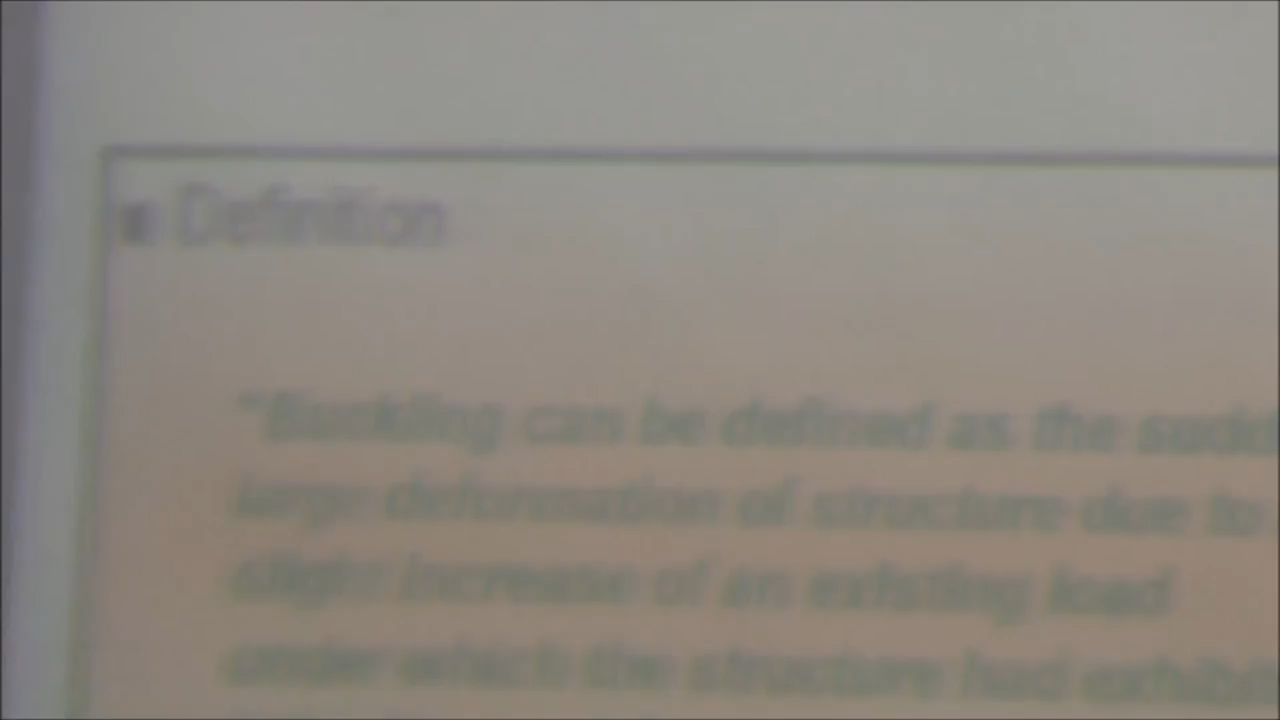 ▪ Definition
"Buckling can be defined as the sudd
large deformation of structure due to
slight increase of an existing load
under which the structure had exhibit